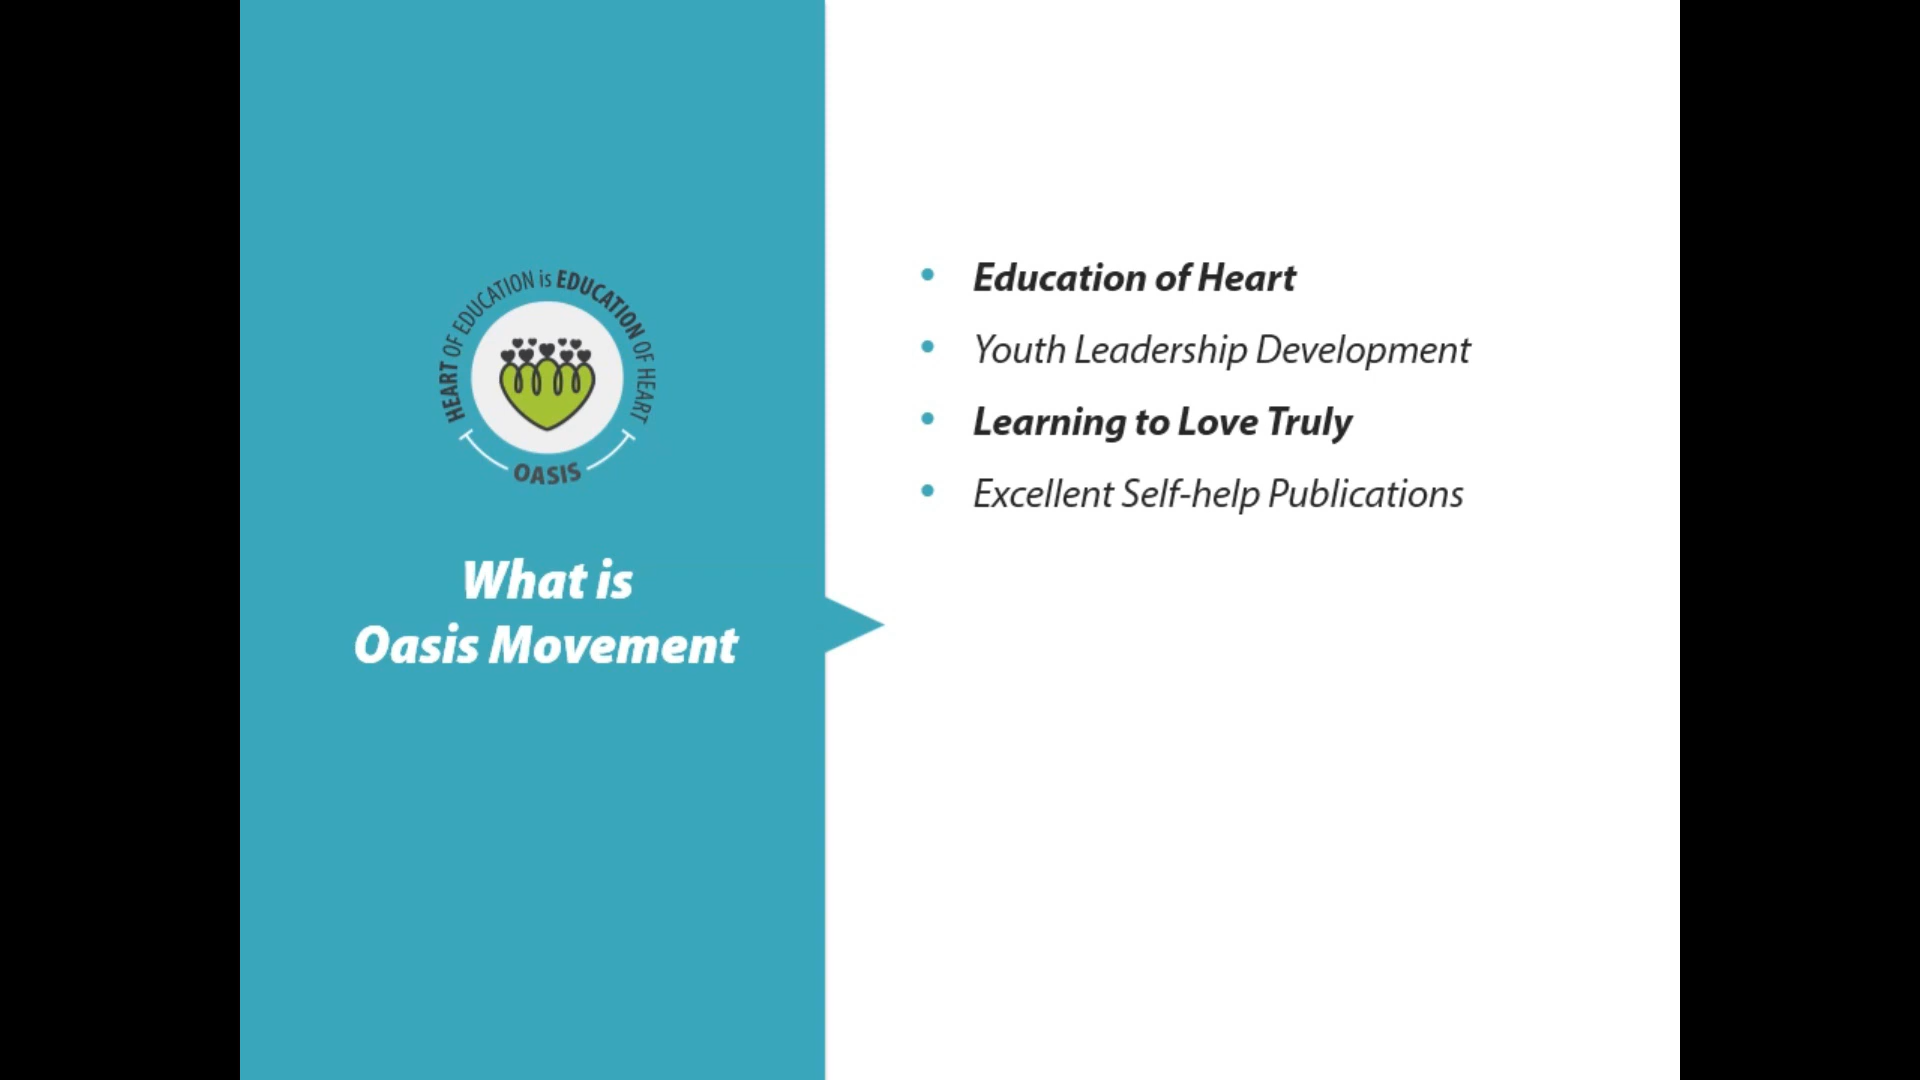 HEART OF EDUCATION is EDUCATION OF HEART
OASIS
What is
Oasis Movement
• Education of Heart
• Youth Leadership Development
• Learning to Love Truly
• Excellent Self-help Publications